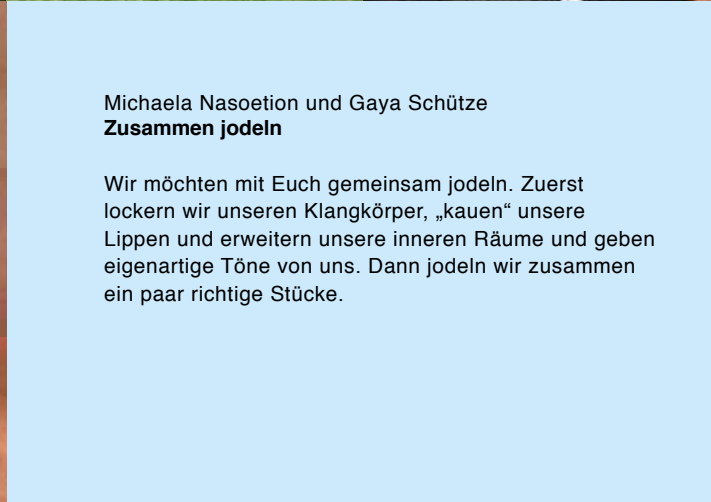 Michaela Nasoetion und Gaya Schütze
Zusammen jodeln
Wir möchten mit Euch gemeinsam jodeln. Zuerst
lockern wir unseren Klangkörper, „kauen“ unsere
Lippen und erweitern unsere inneren Räume und geben
eigenartige Töne von uns. Dann jodeln wir zusammen
ein paar richtige Stücke.